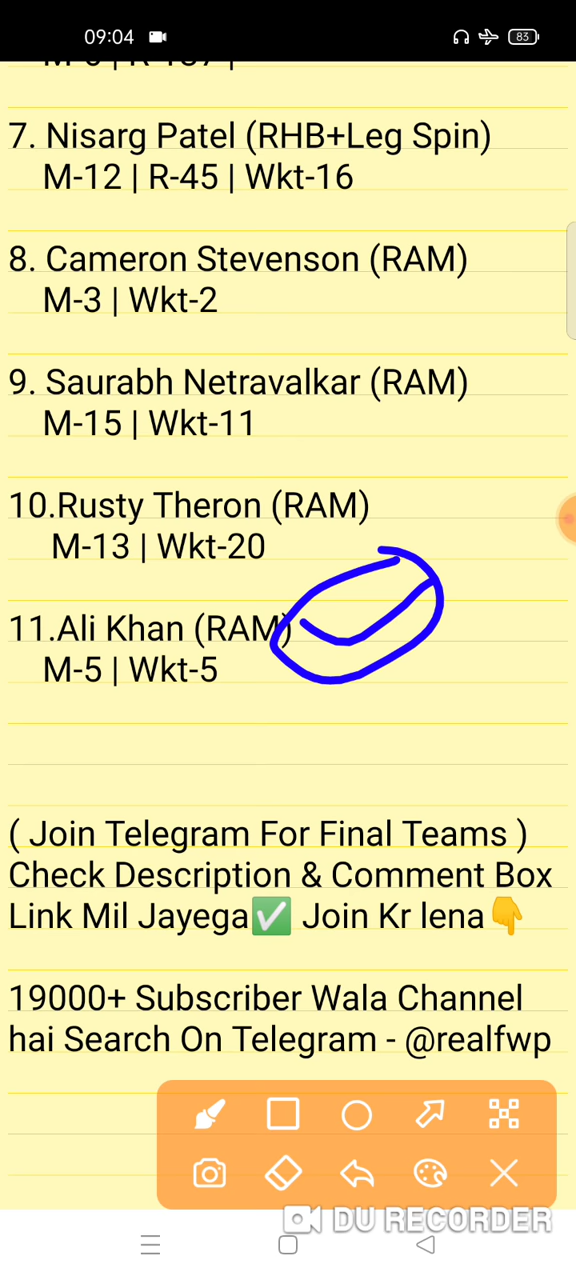 09:04
83
7. Nisarg Patel (RHB+Leg Spin)
M-12 | R-45 | Wkt-16
8. Cameron Stevenson (RAM)
M-3 | Wkt-2
9. Saurabh Netravalkar (RAM)
M-15 | Wkt-11
10.Rusty Theron (RAM)
M-13 | Wkt-20
11.Ali Khan (RAM)
M-5 | Wkt-5
( Join Telegram For Final Teams )
Check Description & Comment Box
Link Mil Jayega✅ Join Kr lena👇
19000+ Subscriber Wala Channel
hai Search On Telegram - @realfwp
DU RECORDER